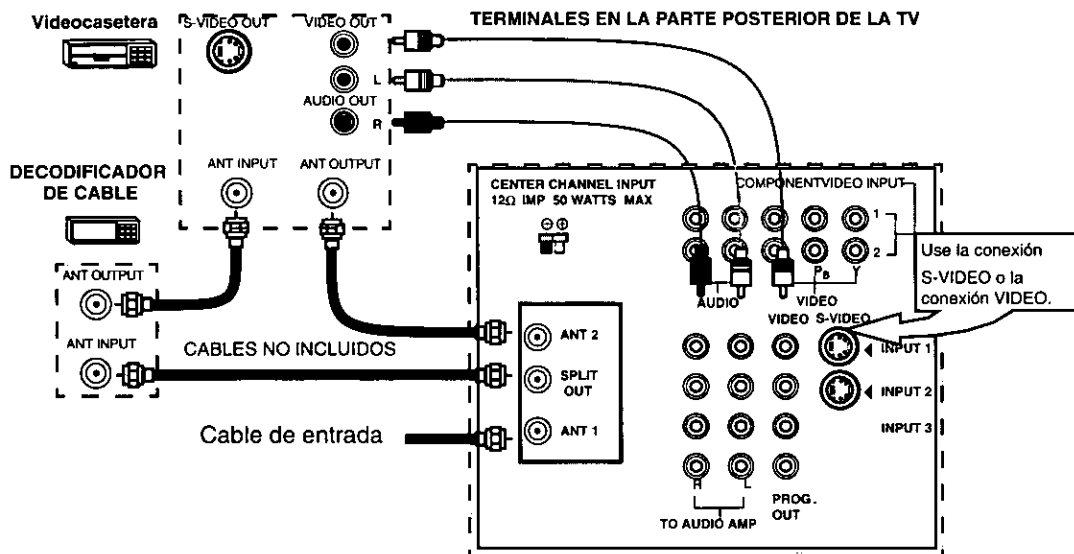 TERMINALES EN LA PARTE POSTERIOR DE LA TV
Videocasetera
S-VIDEO OUT
VIDEO OUT
L
AUDIO OUT
R
ANT INPUT
ANT OUTPUT
DECODIFICADOR
DE CABLE
ANT OUTPUT
ANT INPUT
CABLES NO INCLUIDOS
Cable de entrada
CENTER CHANNEL INPUT
12Ω IMP 50 WATTS MAX
COMPONENTVIDEO INPUT
1
2
PB
Y
AUDIO
VIDEO
Use la conexión
S-VIDEO o la
conexión VIDEO.
VIDEO
S-VIDEO
ANT 2
SPLIT
OUT
ANT 1
INPUT 1
INPUT 2
INPUT 3
R
L
PROG.
OUT
TO AUDIO AMP